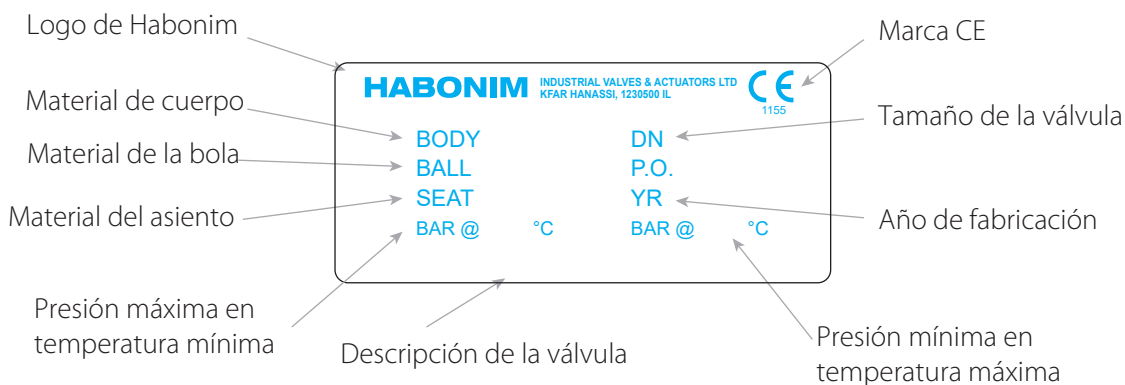 Logo de Habonim
Marca CE
HABONIM
INDUSTRIAL VALVES & ACTUATORS LTD
KFAR HANASSI, 1230500 IL
CE
1155
Material de cuerpo
Tamaño de la válvula
BODY
DN
Material de la bola
BALL
P.O.
SEAT
YR
Material del asiento
Año de fabricación
BAR @ °C
BAR @ °C
Presión máxima en
temperatura mínima
Descripción de la válvula
Presión mínima en
temperatura máxima